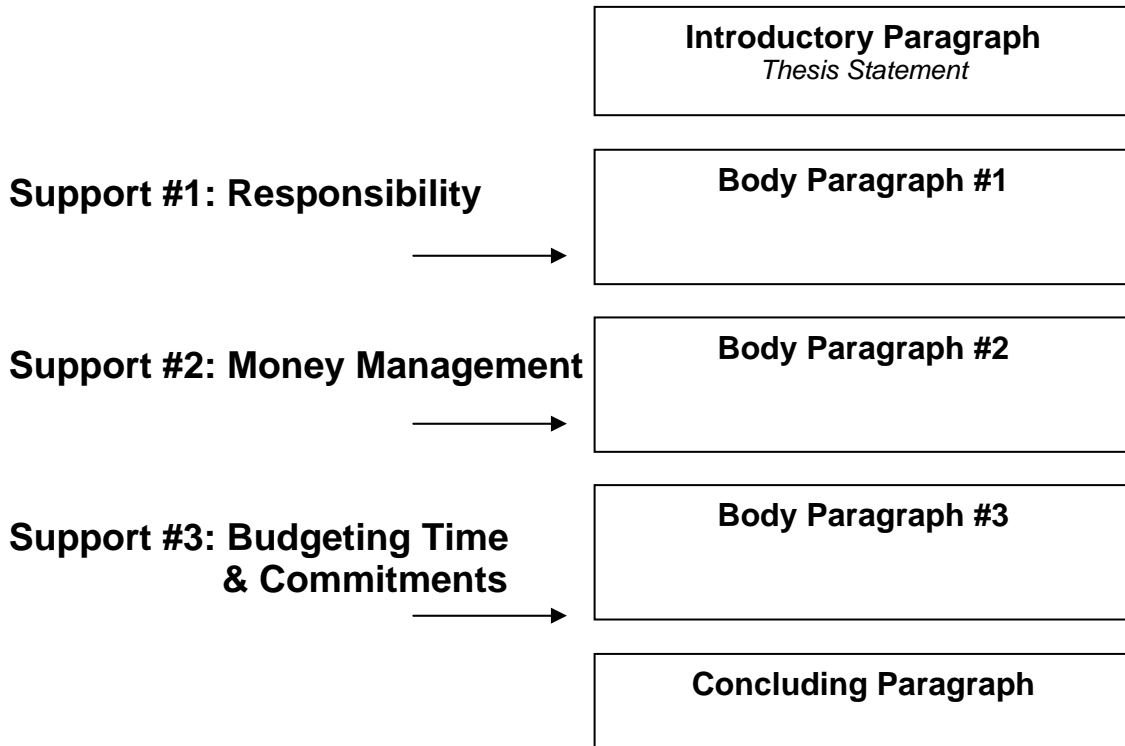 Introductory Paragraph
Thesis Statement
Support #1: Responsibility
Body Paragraph #1
Support #2: Money Management
Body Paragraph #2
Support #3: Budgeting Time
& Commitments
Body Paragraph #3
Concluding Paragraph